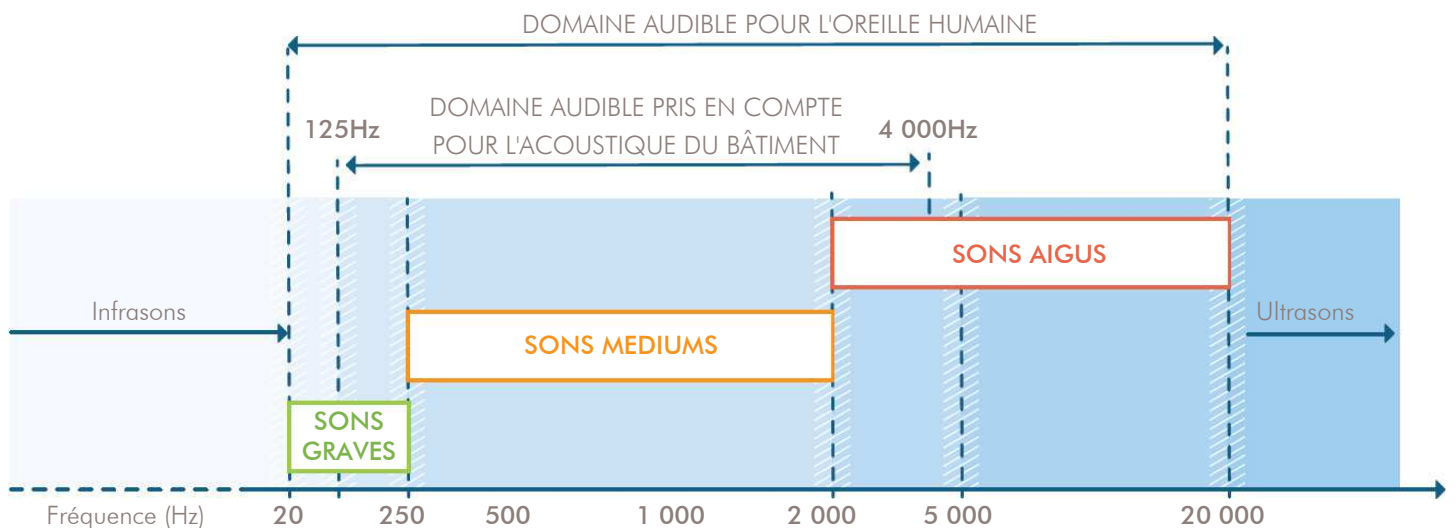 DOMAINE AUDIBLE POUR L'OREILLE HUMAINE
DOMAINE AUDIBLE PRIS EN COMPTE
POUR L'ACOUSTIQUE DU BÂTIMENT
125Hz
4 000Hz
SONS AIGUS
Infrasons
Ultrasons
SONS MEDIUMS
SONS
GRAVES
Fréquence (Hz) 20 250 500 1 000 2 000 5 000 20 000